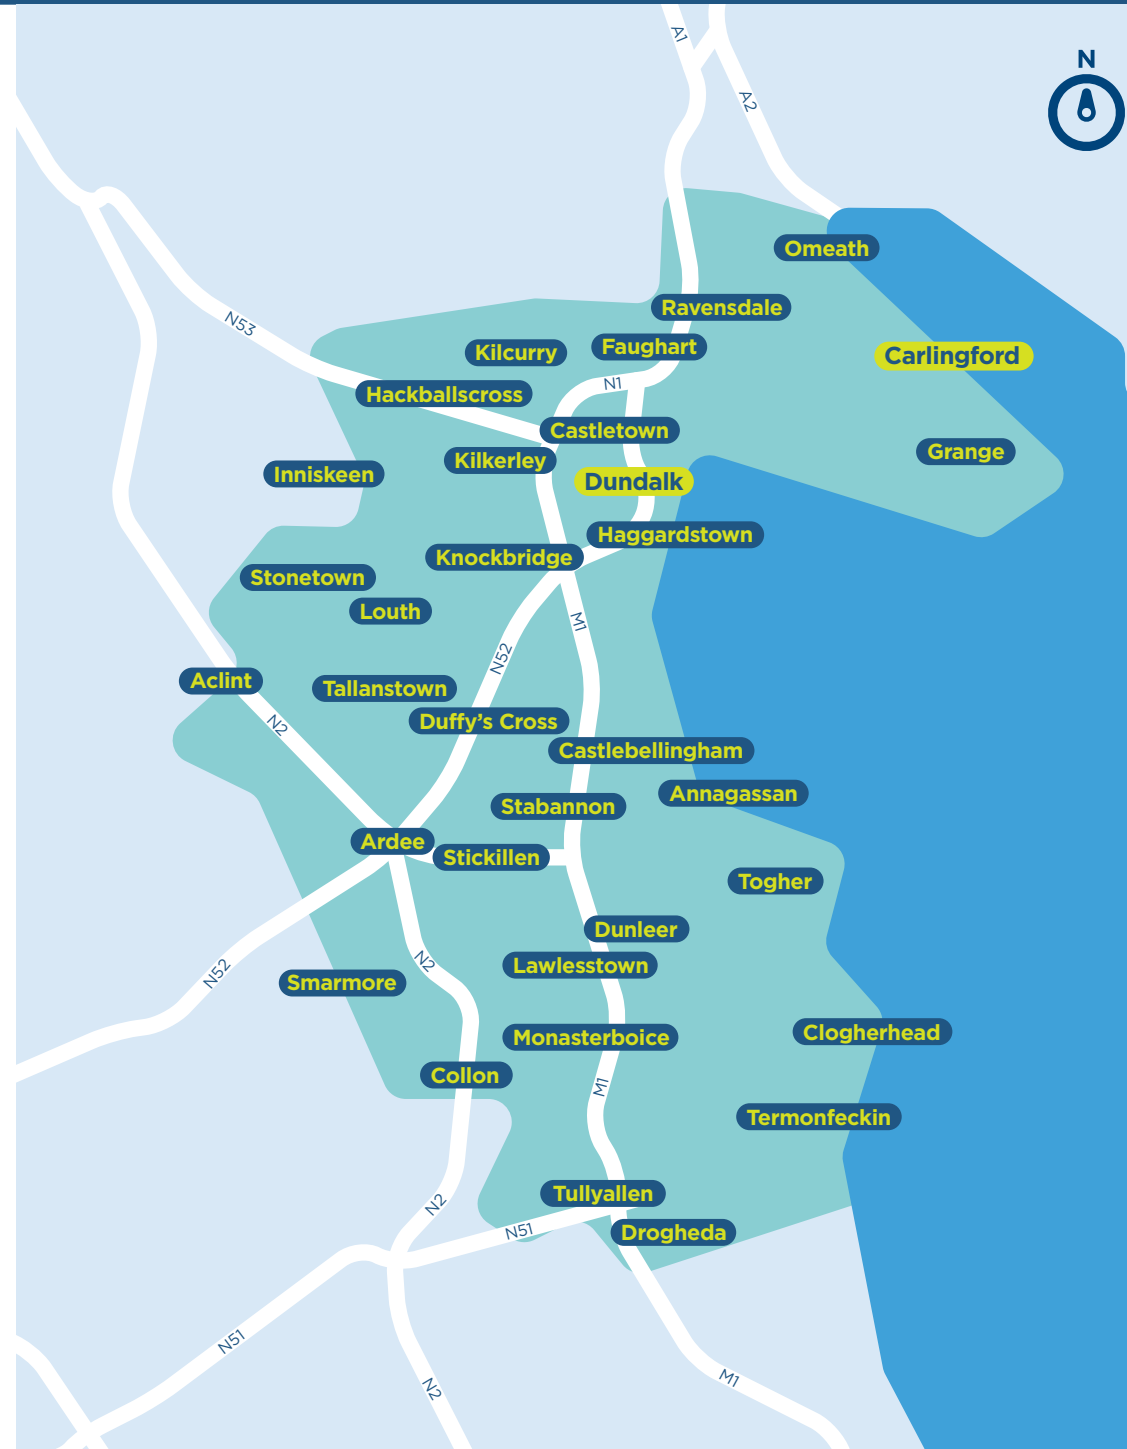 A1
N
A2
Omeath
Ravensdale
N53
Faughart
Kilcurry
Carlingford
N1
Hackballscross
Castletown
Grange
Kilkerley
Inniskeen
Dundalk
Haggardstown
Knockbridge
Stonetown
Louth
M1
N52
Aclint
Tallanstown
Duffy’s Cross
N2
Castlebellingham
Annagassan
Stabannon
Ardee
Stickillen
Togher
Dunleer
N2
Lawlesstown
N52
Smarmore
Clogherhead
Monasterboice
Collon
M1
Termonfeckin
Tullyallen
N2
N51
Drogheda
N51
M1
N2